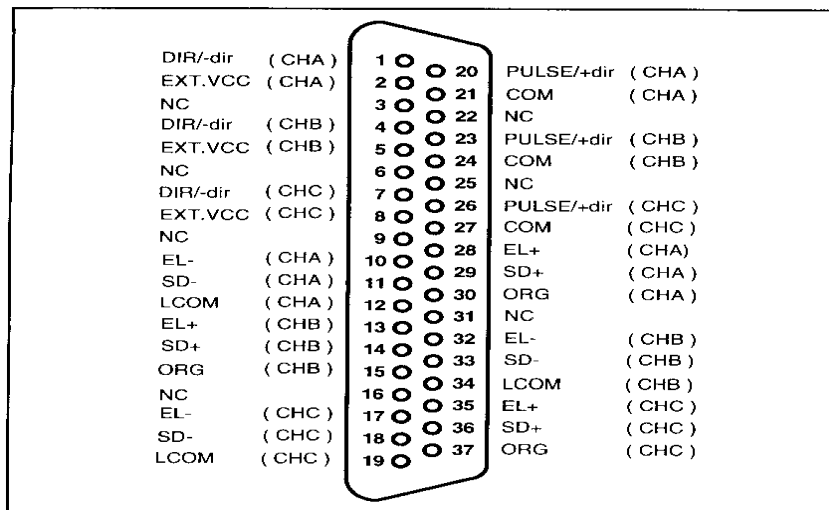 DIR/-dir ( CHA ) 1
EXT.VCC ( CHA ) 2
NC 3
DIR/-dir ( CHB ) 4
EXT.VCC ( CHB ) 5
NC 6
DIR/-dir ( CHC ) 7
EXT.VCC ( CHC ) 8
NC 9
EL- ( CHA ) 10
SD- ( CHA ) 11
LCOM ( CHA ) 12
EL+ ( CHB ) 13
SD+ ( CHB ) 14
ORG ( CHB ) 15
NC 16
EL- ( CHC ) 17
SD- ( CHC ) 18
LCOM ( CHC ) 19
20 PULSE/+dir ( CHA )
21 COM ( CHA )
22 NC
23 PULSE/+dir ( CHB )
24 COM ( CHB )
25 NC
26 PULSE/+dir ( CHC )
27 COM ( CHC )
28 EL+ ( CHA)
29 SD+ ( CHA )
30 ORG ( CHA )
31 NC
32 EL- ( CHB )
33 SD- ( CHB )
34 LCOM ( CHB )
35 EL+ ( CHC )
36 SD+ ( CHC )
37 ORG ( CHC )